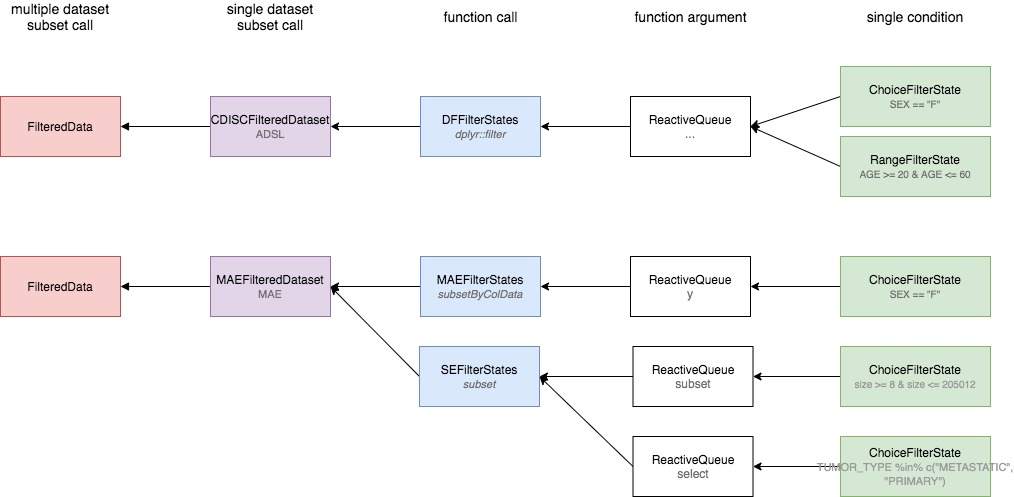 multiple dataset
subset call
single dataset
subset call
function call
function argument
single condition
FilteredData
CDISCFilteredDataset
ADSL
DFFilterStates
dplyr::filter
ReactiveQueue
...
ChoiceFilterState
SEX == "F"
RangeFilterState
AGE >= 20 & AGE <= 60
FilteredData
MAEFilteredDataset
MAE
MAEFilterStates
subsetByColData
ReactiveQueue
y
ChoiceFilterState
SEX == "F"
SEFilterStates
subset
ReactiveQueue
subset
ChoiceFilterState
size >= 8 & size <= 205012
ReactiveQueue
select
ChoiceFilterState
TUMOR_TYPE %in% c("METASTATIC",
"PRIMARY")